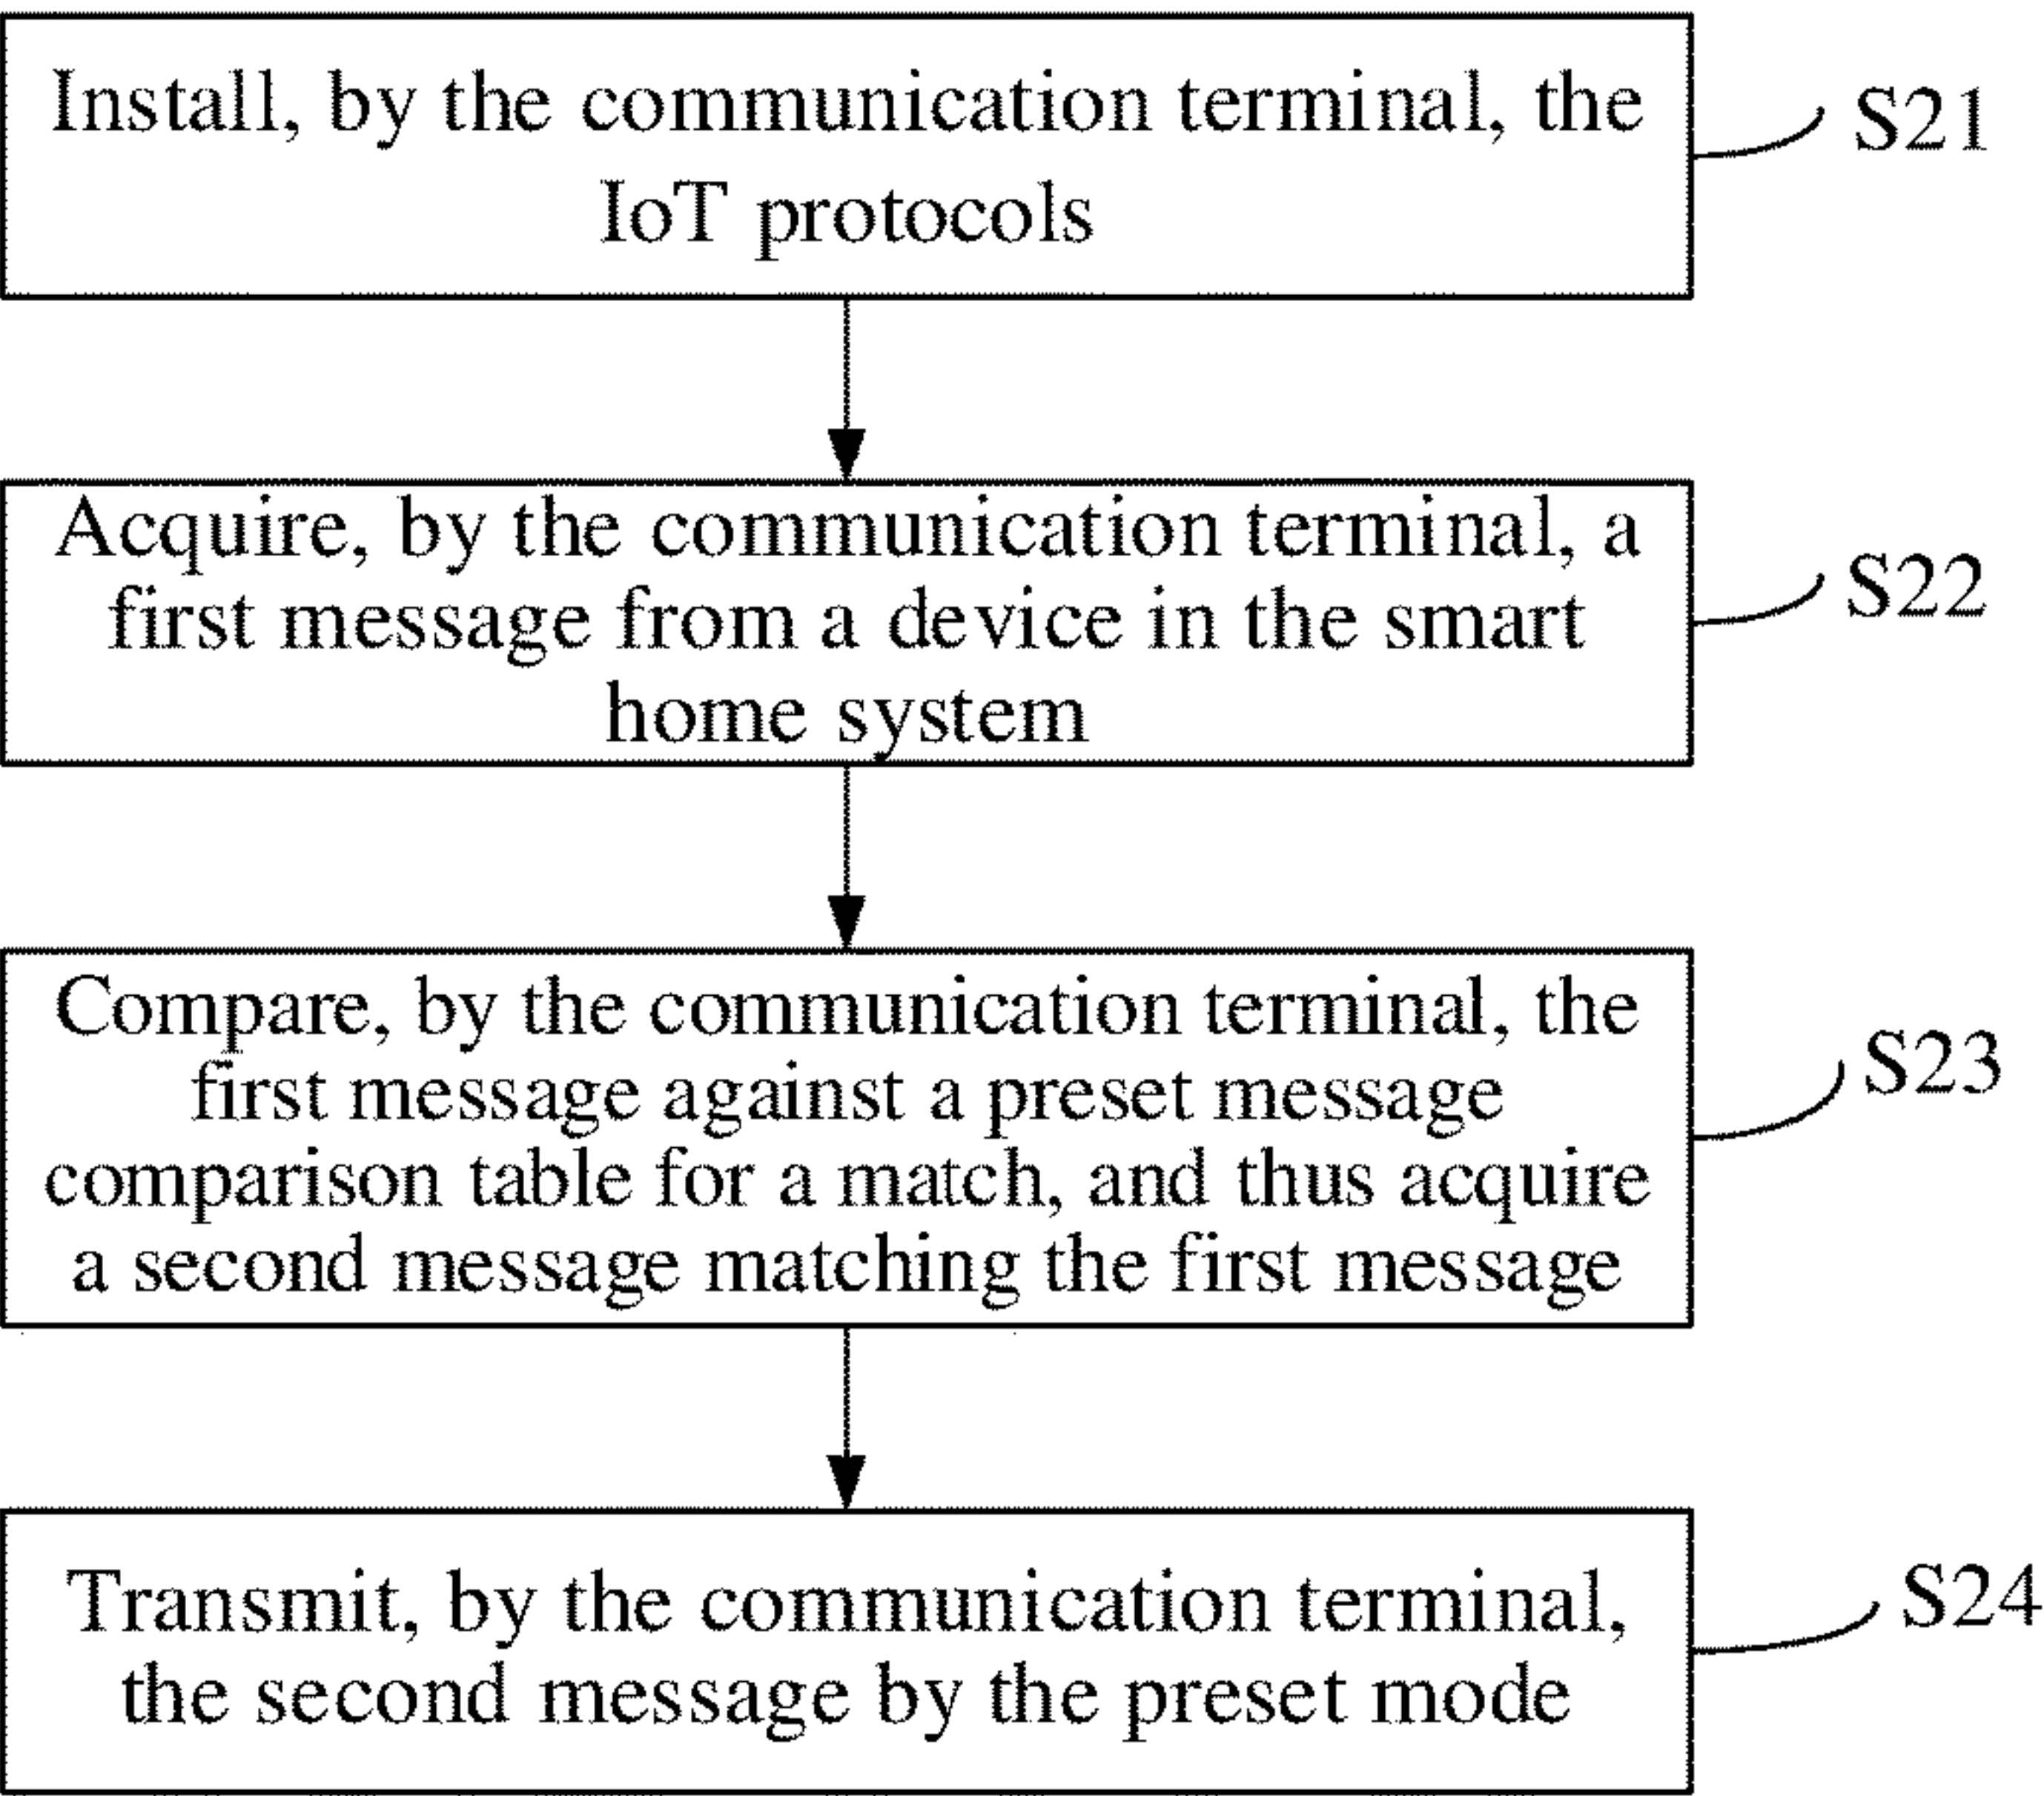 Install, by the communication terminal, the
IoT protocols
S21
Acquire, by the communication terminal, a
first message from a device in the smart
home system
S22
Compare, by the communication terminal, the
first message against a preset message
comparison table for a match, and thus acquire
a second message matching the first message
S23
Transmit, by the communication terminal,
the second message by the preset mode
S24